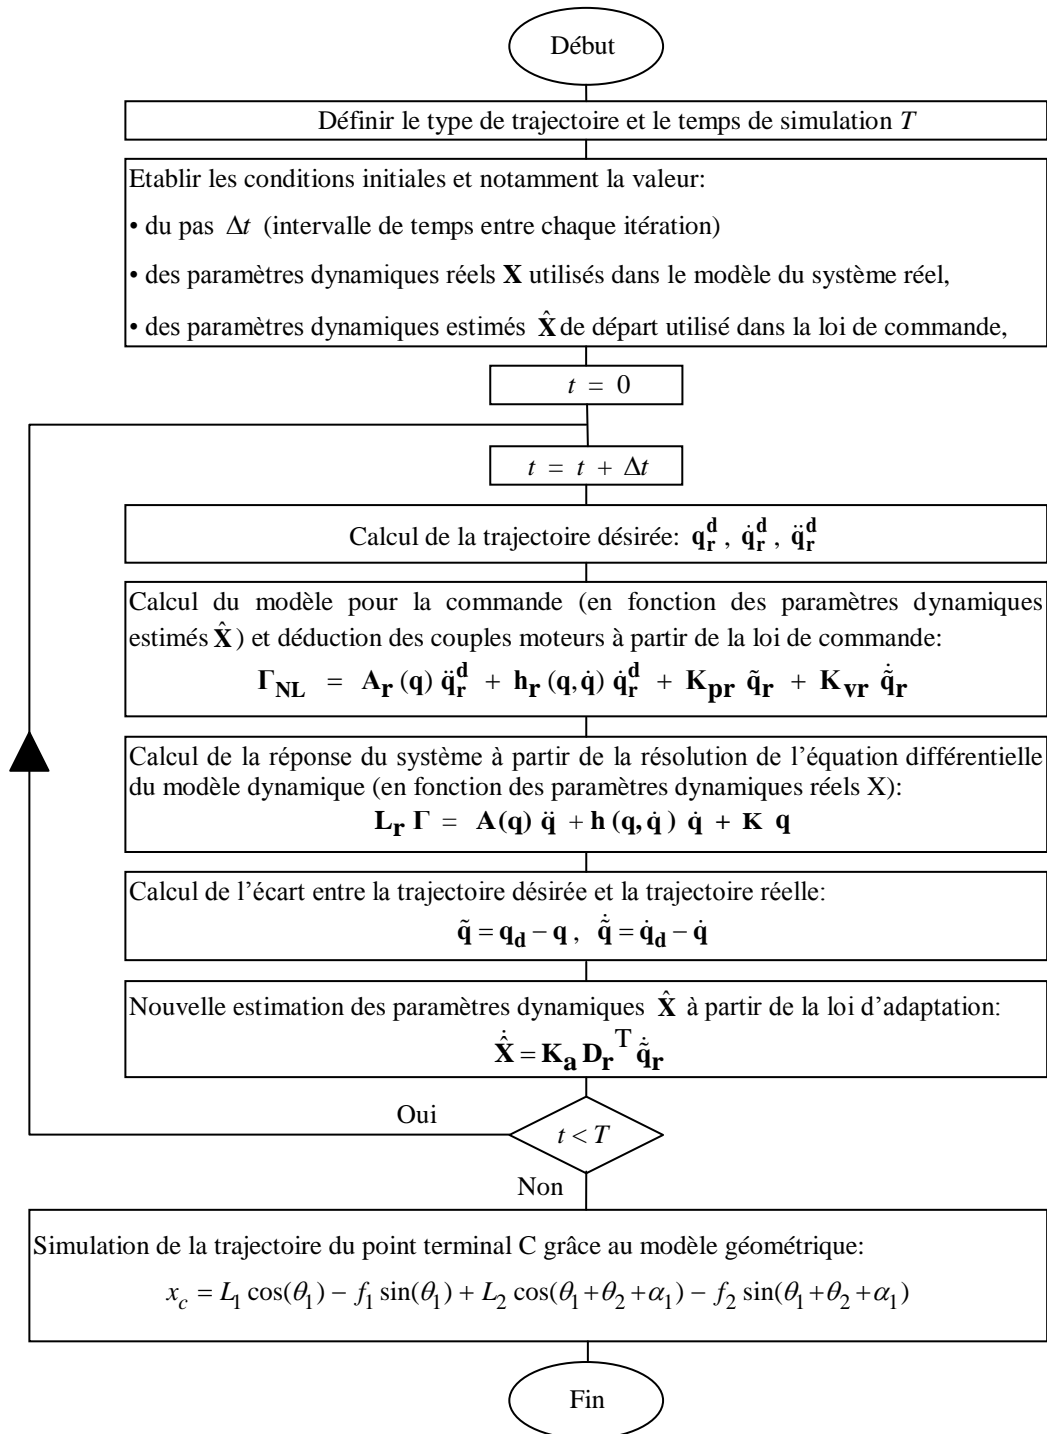 Début
Définir le type de trajectoire et le temps de simulation T
Etablir les conditions initiales et notamment la valeur:
• du pas Δt (intervalle de temps entre chaque itération)
• des paramètres dynamiques réels X utilisés dans le modèle du système réel,
• des paramètres dynamiques estimés X̂ de départ utilisé dans la loi de commande,
t = 0
t = t + Δt
Calcul de la trajectoire désirée: q_r^d , q̇_r^d , q̈_r^d
Calcul du modèle pour la commande (en fonction des paramètres dynamiques
estimés X̂ ) et déduction des couples moteurs à partir de la loi de commande:
Γ_NL = A_r (q) q̈_r^d + h_r (q,q̇) q̇_r^d + K_pr q̃_r + K_vr q̃̇_r
Calcul de la réponse du système à partir de la résolution de l’équation différentielle
du modèle dynamique (en fonction des paramètres dynamiques réels X):
L_r Γ = A(q) q̈ + h (q, q̇ ) q̇ + K q
Calcul de l’écart entre la trajectoire désirée et la trajectoire réelle:
q̃ = q_d − q , q̃̇ = q̇_d − q̇
Nouvelle estimation des paramètres dynamiques X̂ à partir de la loi d’adaptation:
X̂̇ = K_a D_r^T q̃̇_r
Oui
t < T
Non
Simulation de la trajectoire du point terminal C grâce au modèle géométrique:
x_c = L_1 cos(θ_1) − f_1 sin(θ_1) + L_2 cos(θ_1+θ_2+α_1) − f_2 sin(θ_1+θ_2+α_1)
Fin